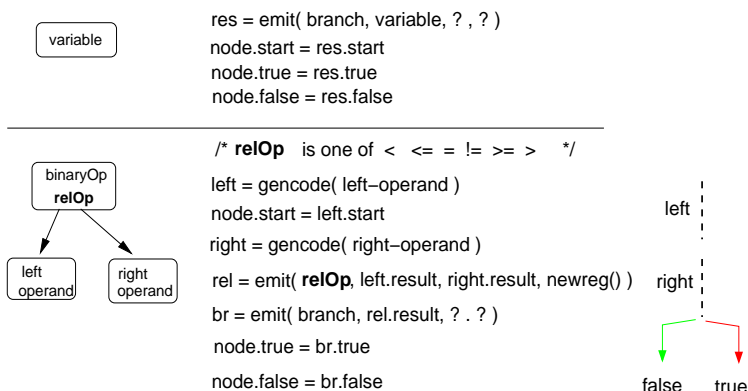 variable
res = emit( branch, variable, ? , ? )
node.start = res.start
node.true = res.true
node.false = res.false
/* relOp is one of < <= = != >= > */
binaryOp
relOp
left
operand
right
operand
left = gencode( left−operand )
node.start = left.start
right = gencode( right−operand )
rel = emit( relOp, left.result, right.result, newreg() )
br = emit( branch, rel.result, ? . ? )
node.true = br.true
node.false = br.false
left
right
false true